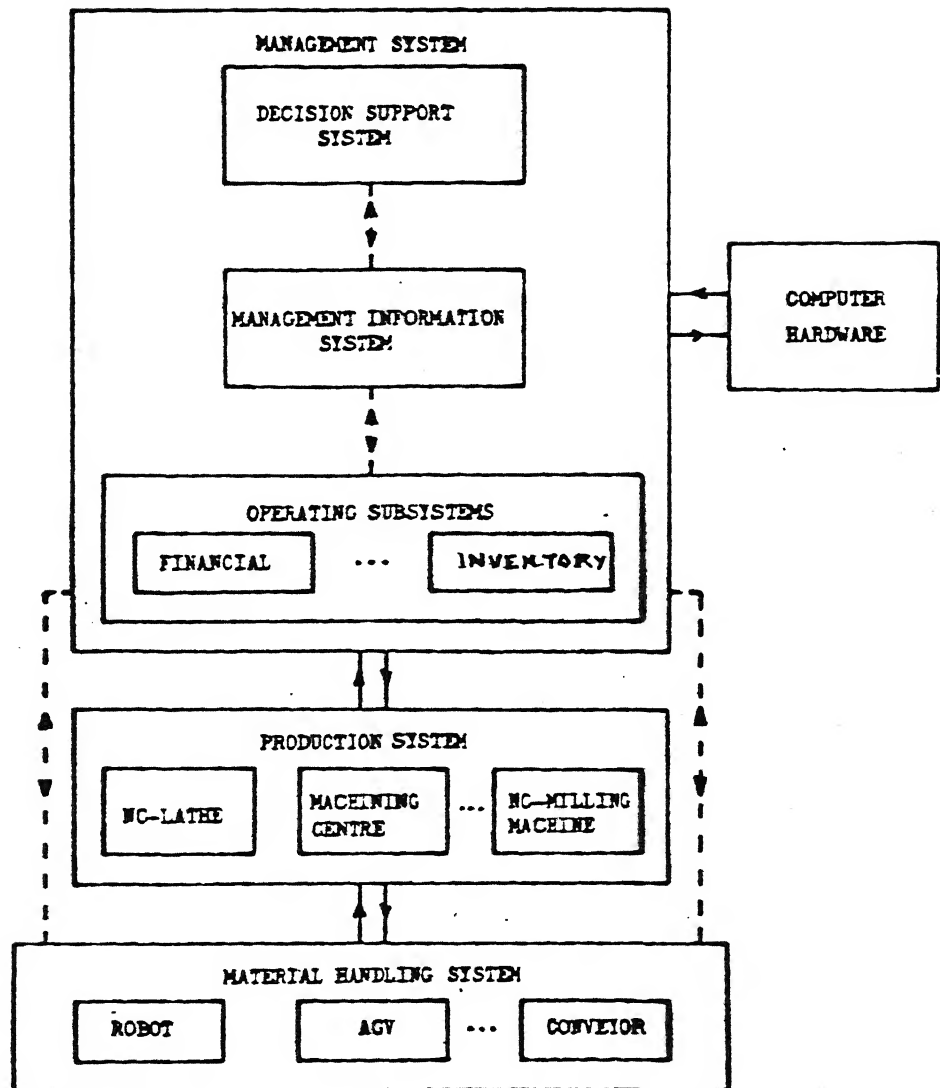 MANAGEMENT SYSTEM
DECISION SUPPORT
SYSTEM
MANAGEMENT INFORMATION
SYSTEM
COMPUTER
HARDWARE
OPERATING SUBSYSTEMS
FINANCIAL ... INVENTORY
PRODUCTION SYSTEM
NC-LATHE
MACHINING
CENTRE
... NC-MILLING
MACHINE
MATERIAL HANDLING SYSTEM
ROBOT AGV ... CONVEYOR